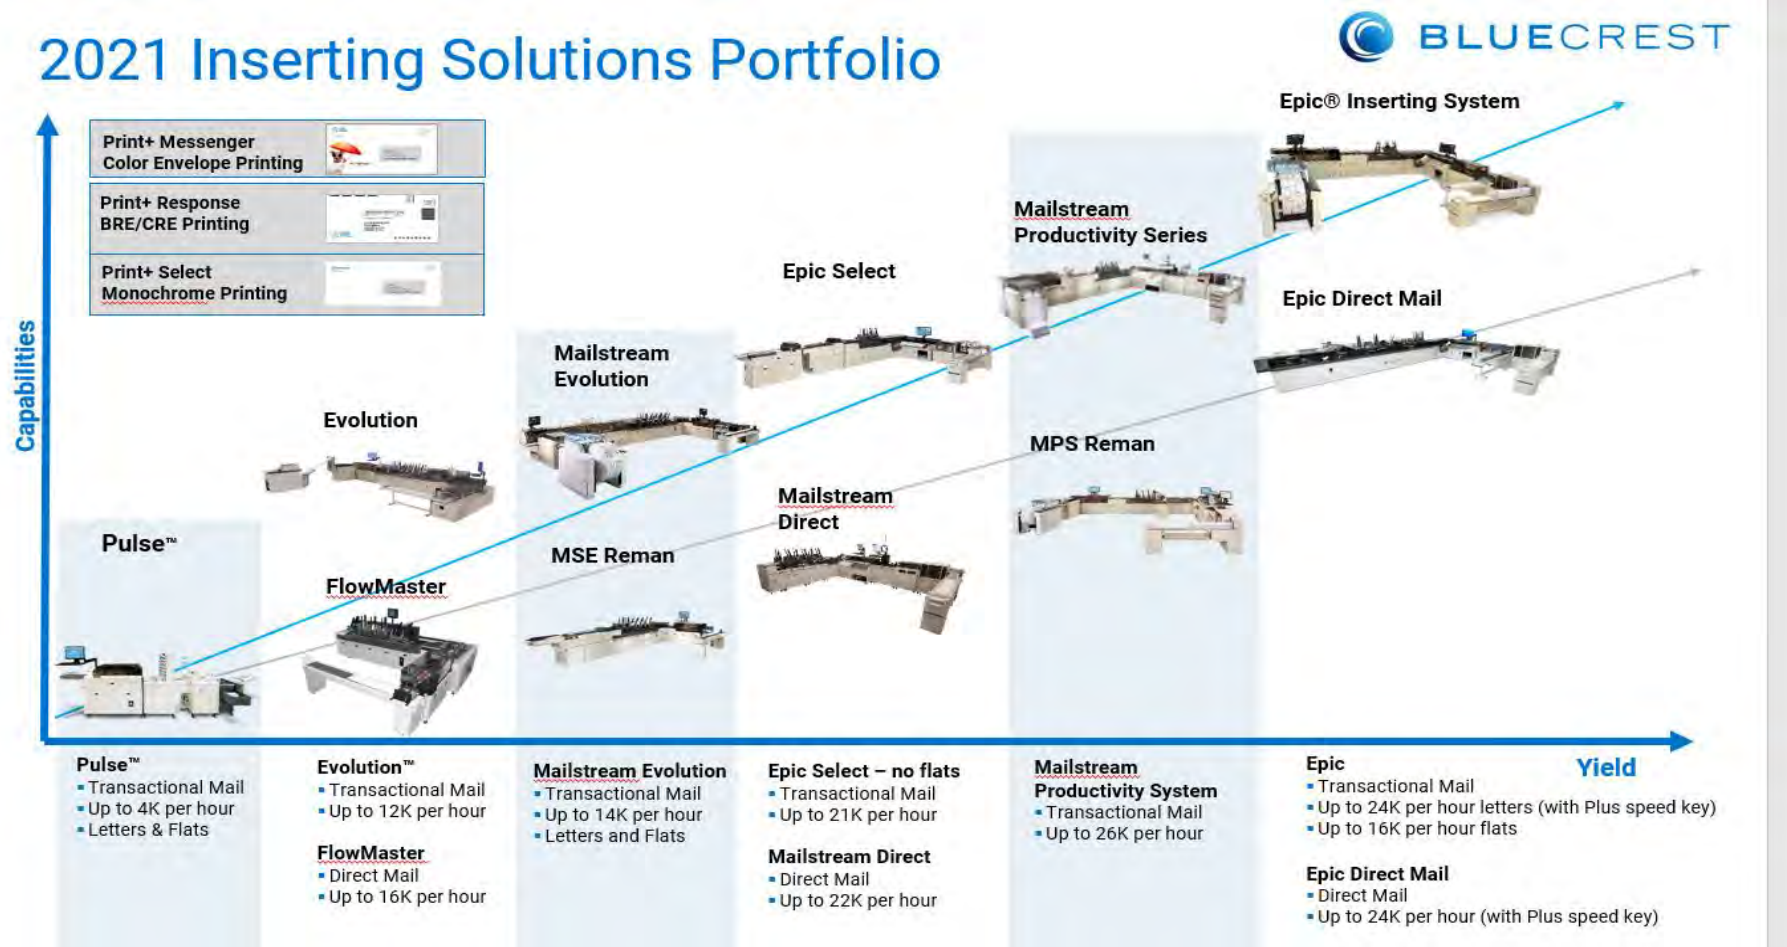 2021 Inserting Solutions Portfolio
BLUECREST
Print+ Messenger
Color Envelope Printing
Print+ Response
BRE/CRE Printing
Print+ Select
Monochrome Printing
Capabilities
Pulse™
Evolution
FlowMaster
Mailstream
Evolution
MSE Reman
Epic Select
Mailstream
Direct
Mailstream
Productivity Series
MPS Reman
Epic® Inserting System
Epic Direct Mail
Yield
Pulse™
▪ Transactional Mail
▪ Up to 4K per hour
▪ Letters & Flats
Evolution™
▪ Transactional Mail
▪ Up to 12K per hour
FlowMaster
▪ Direct Mail
▪ Up to 16K per hour
Mailstream Evolution
▪ Transactional Mail
▪ Up to 14K per hour
▪ Letters and Flats
Epic Select – no flats
▪ Transactional Mail
▪ Up to 21K per hour
Mailstream Direct
▪ Direct Mail
▪ Up to 22K per hour
Mailstream
Productivity System
▪ Transactional Mail
▪ Up to 26K per hour
Epic
▪ Transactional Mail
▪ Up to 24K per hour letters (with Plus speed key)
▪ Up to 16K per hour flats
Epic Direct Mail
▪ Direct Mail
▪ Up to 24K per hour (with Plus speed key)